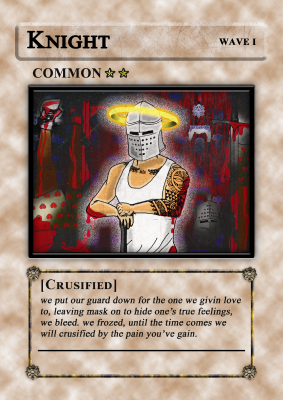 KNIGHT
WAVE I
COMMON
[CRUSIFIED]
we put our guard down for the one we givin love
to, leaving mask on to hide one's true feelings,
we bleed. we frozed, until the time comes we
will crusified by the pain you've gain.